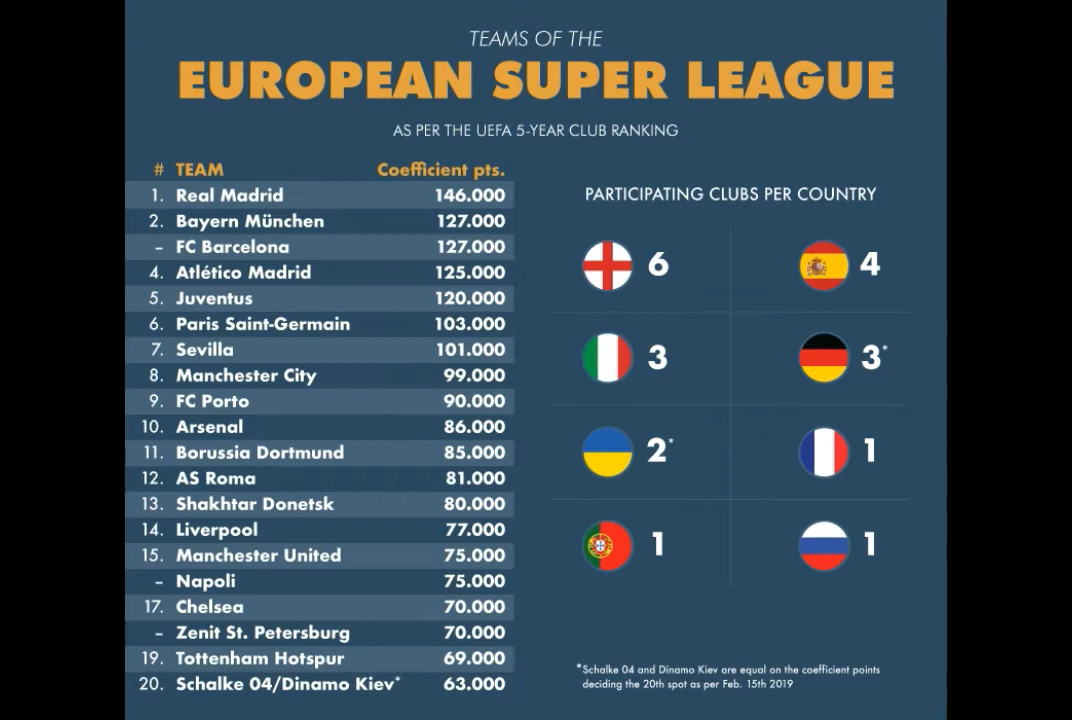 TEAMS OF THE
EUROPEAN SUPER LEAGUE
AS PER THE UEFA 5-YEAR CLUB RANKING
# TEAM Coefficient pts.
1. Real Madrid 146.000
2. Bayern München 127.000
– FC Barcelona 127.000
4. Atlético Madrid 125.000
5. Juventus 120.000
6. Paris Saint-Germain 103.000
7. Sevilla 101.000
8. Manchester City 99.000
9. FC Porto 90.000
10. Arsenal 86.000
11. Borussia Dortmund 85.000
12. AS Roma 81.000
13. Shakhtar Donetsk 80.000
14. Liverpool 77.000
15. Manchester United 75.000
– Napoli 75.000
17. Chelsea 70.000
– Zenit St. Petersburg 70.000
19. Tottenham Hotspur 69.000
20. Schalke 04/Dinamo Kiev* 63.000
PARTICIPATING CLUBS PER COUNTRY
6 4
3 3*
2* 1
1 1
*Schalke 04 and Dinamo Kiev are equal on the coefficient points
deciding the 20th spot as per Feb. 15th 2019